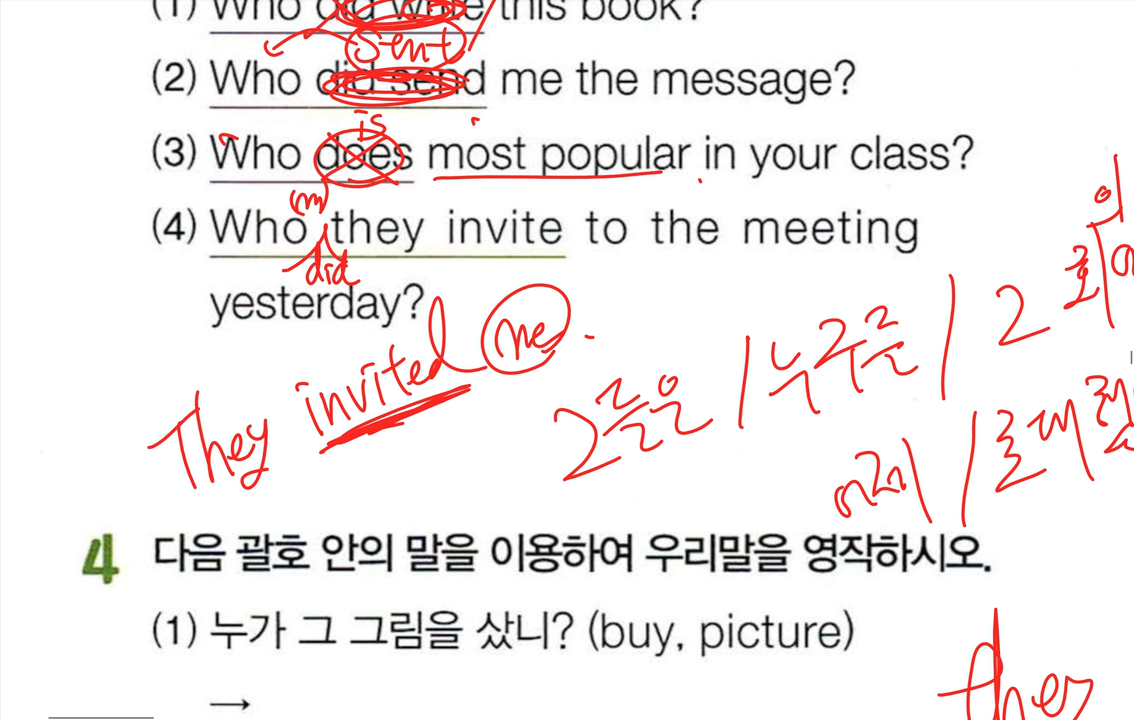 (1) Who did write this book?
sent
(2) Who did send me the message?
is
(3) Who does most popular in your class?
(m)
(4) Who they invite to the meeting
did
yesterday?
They invited me.
그들은 / 누구를 / 그 회의
어제 / 초대했
4 다음 괄호 안의 말을 이용하여 우리말을 영작하시오.
(1) 누가 그 그림을 샀니? (buy, picture)
→
they